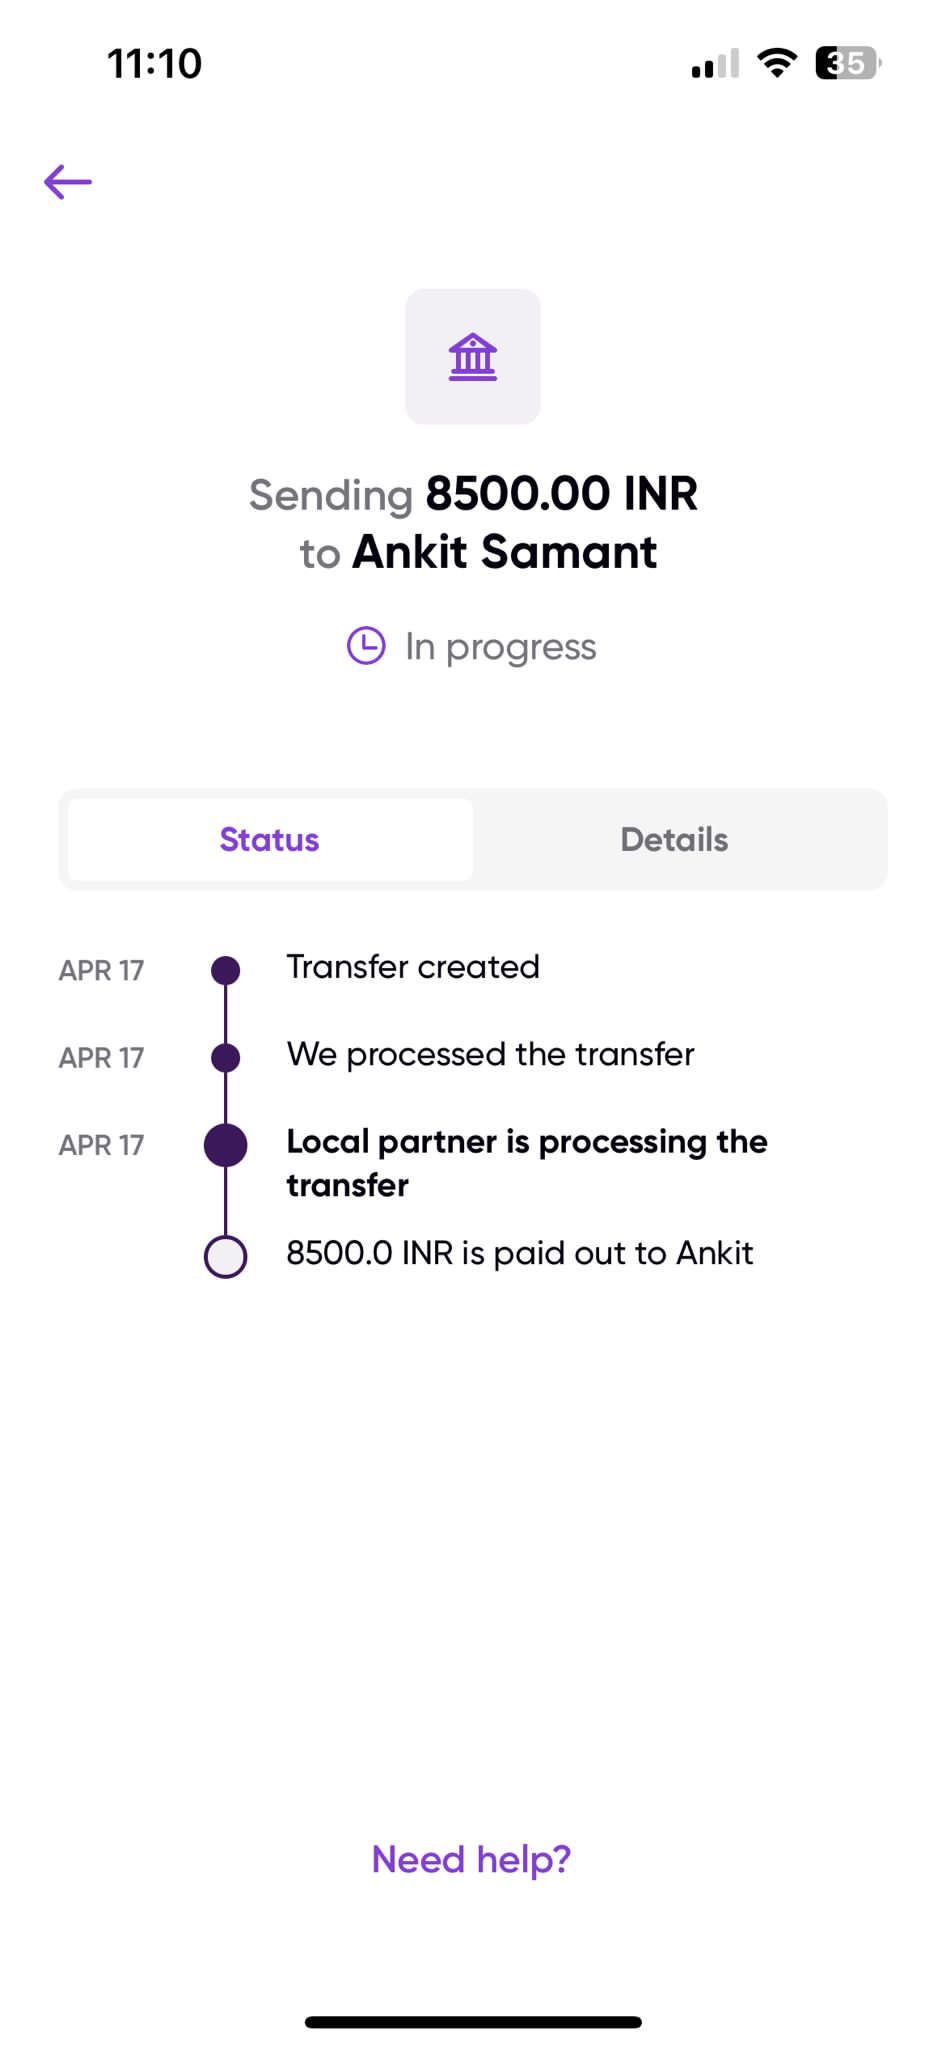 11:10
35
Sending 8500.00 INR
to Ankit Samant
In progress
Status
Details
APR 17
Transfer created
APR 17
We processed the transfer
APR 17
Local partner is processing the
transfer
8500.0 INR is paid out to Ankit
Need help?